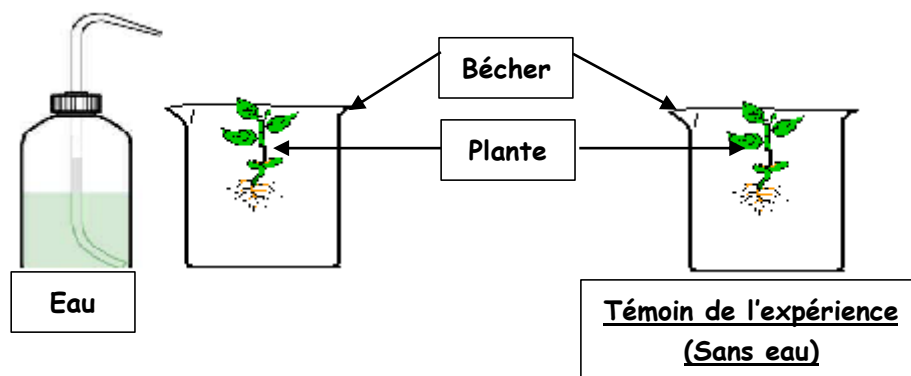 Bécher
Plante
Eau
Témoin de l'expérience
(Sans eau)